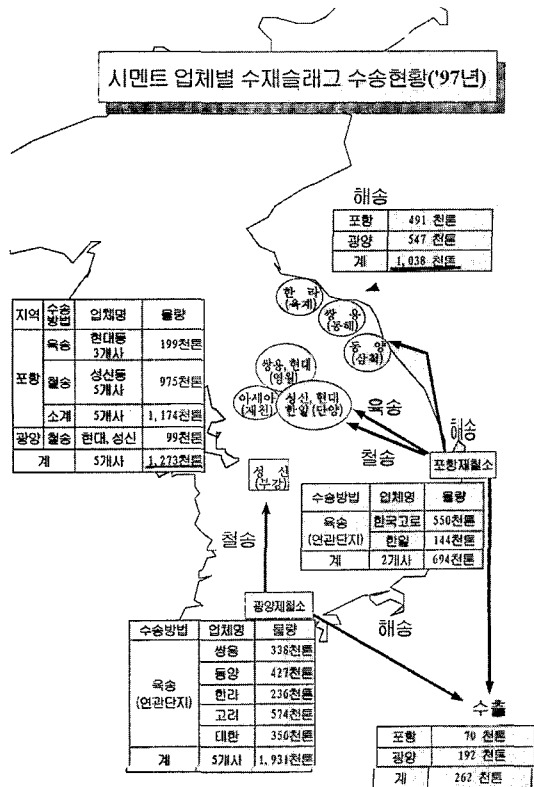 시멘트 업체별 수재슬래그 수송현황('97년)
해송
포항 491 천톤
광양 547 천톤
계 1,038 천톤
한 라
(옥계)
쌍 용
(동해)
동 양
(삼척)
쌍용, 현대
(영월)
아세아
(제천)
성신, 현대
한일 (단양)
지역 수송방법 업체명 물량
포항 육송 현대등 3개사 199천톤
철송 성신등 5개사 975천톤
소계 5개사 1,174천톤
광양 철송 현대, 성신 99천톤
계 5개사 1,273천톤
육송
철송
해송
포항제철소
성 신
(부강)
수송방법 업체명 물량
육송 (연관단지) 한국고로 550천톤
한일 144천톤
계 2개사 694천톤
철송
광양제철소
해송
수송방법 업체명 물량
육송 (연관단지) 쌍용 338천톤
동양 427천톤
한라 236천톤
고려 574천톤
대한 356천톤
계 5개사 1,931천톤
수출
포항 70 천톤
광양 192 천톤
계 262 천톤